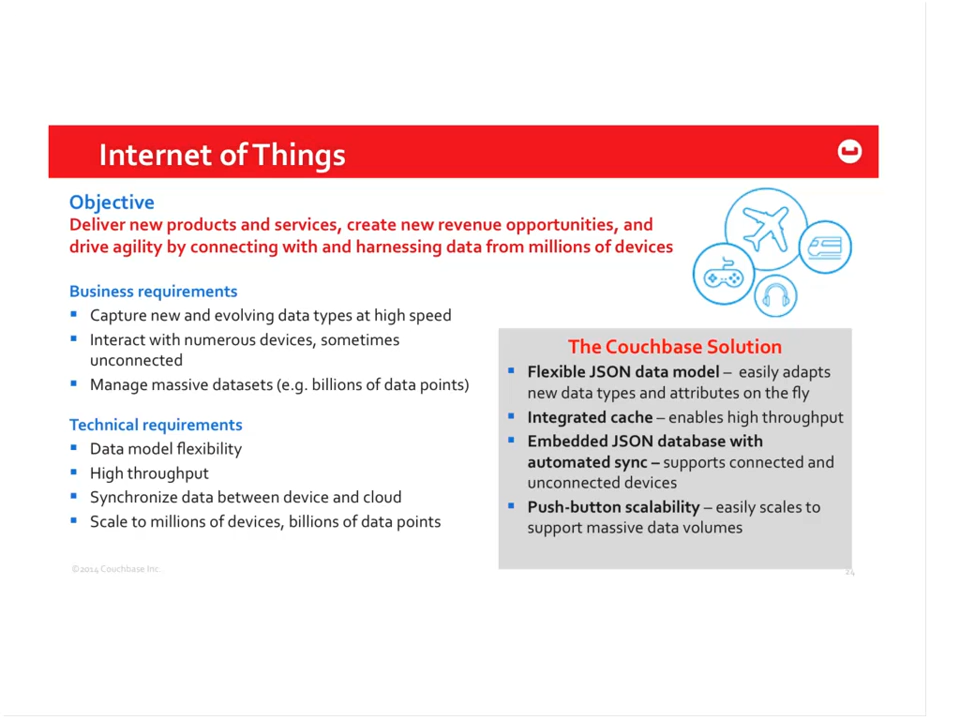 Internet of Things
Objective
Deliver new products and services, create new revenue opportunities, and
drive agility by connecting with and harnessing data from millions of devices
Business requirements
Capture new and evolving data types at high speed
Interact with numerous devices, sometimes
unconnected
Manage massive datasets (e.g. billions of data points)
Technical requirements
Data model flexibility
High throughput
Synchronize data between device and cloud
Scale to millions of devices, billions of data points
The Couchbase Solution
Flexible JSON data model – easily adapts
new data types and attributes on the fly
Integrated cache – enables high throughput
Embedded JSON database with
automated sync – supports connected and
unconnected devices
Push-button scalability – easily scales to
support massive data volumes
©2014 Couchbase Inc.
24